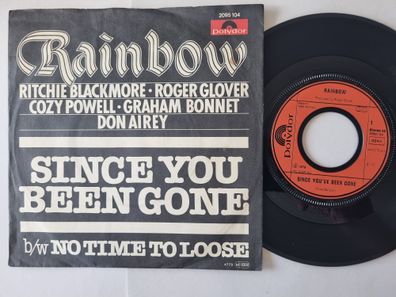 2095 104
Polydor
Rainbow
RITCHIE BLACKMORE · ROGER GLOVER
COZY POWELL · GRAHAM BONNET
DON AIREY
SINCE YOU
BEEN GONE
b/w NO TIME TO LOOSE
Polydor
RAINBOW
SINCE YOU'VE BEEN GONE